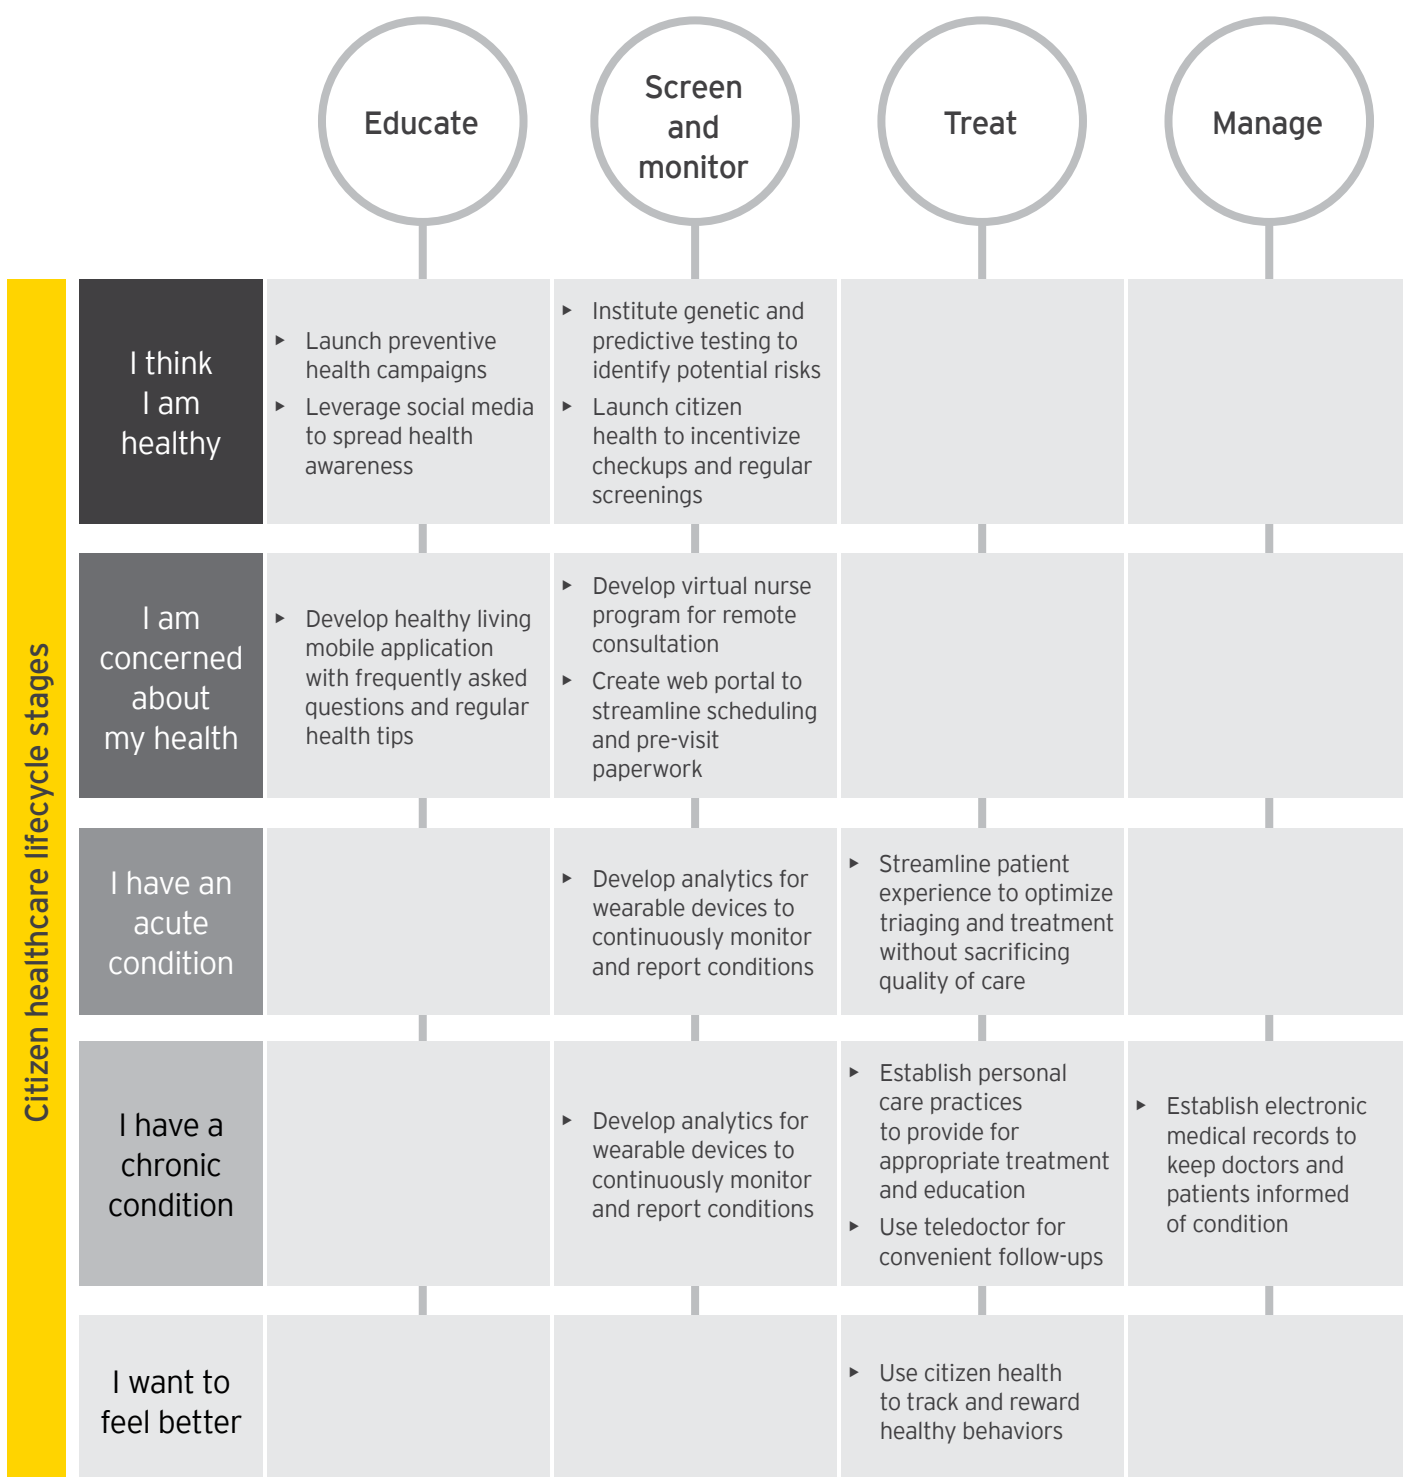 Educate
Screen
and
monitor
Treat
Manage
Citizen healthcare lifecycle stages
I think
I am
healthy
▸ Launch preventive
health campaigns
▸ Leverage social media
to spread health
awareness
▸ Institute genetic and
predictive testing to
identify potential risks
▸ Launch citizen
health to incentivize
checkups and regular
screenings
I am
concerned
about
my health
▸ Develop healthy living
mobile application
with frequently asked
questions and regular
health tips
▸ Develop virtual nurse
program for remote
consultation
▸ Create web portal to
streamline scheduling
and pre-visit
paperwork
I have an
acute
condition
▸ Develop analytics for
wearable devices to
continuously monitor
and report conditions
▸ Streamline patient
experience to optimize
triaging and treatment
without sacrificing
quality of care
I have a
chronic
condition
▸ Develop analytics for
wearable devices to
continuously monitor
and report conditions
▸ Establish personal
care practices
to provide for
appropriate treatment
and education
▸ Use teledoctor for
convenient follow-ups
▸ Establish electronic
medical records to
keep doctors and
patients informed
of condition
I want to
feel better
▸ Use citizen health
to track and reward
healthy behaviors